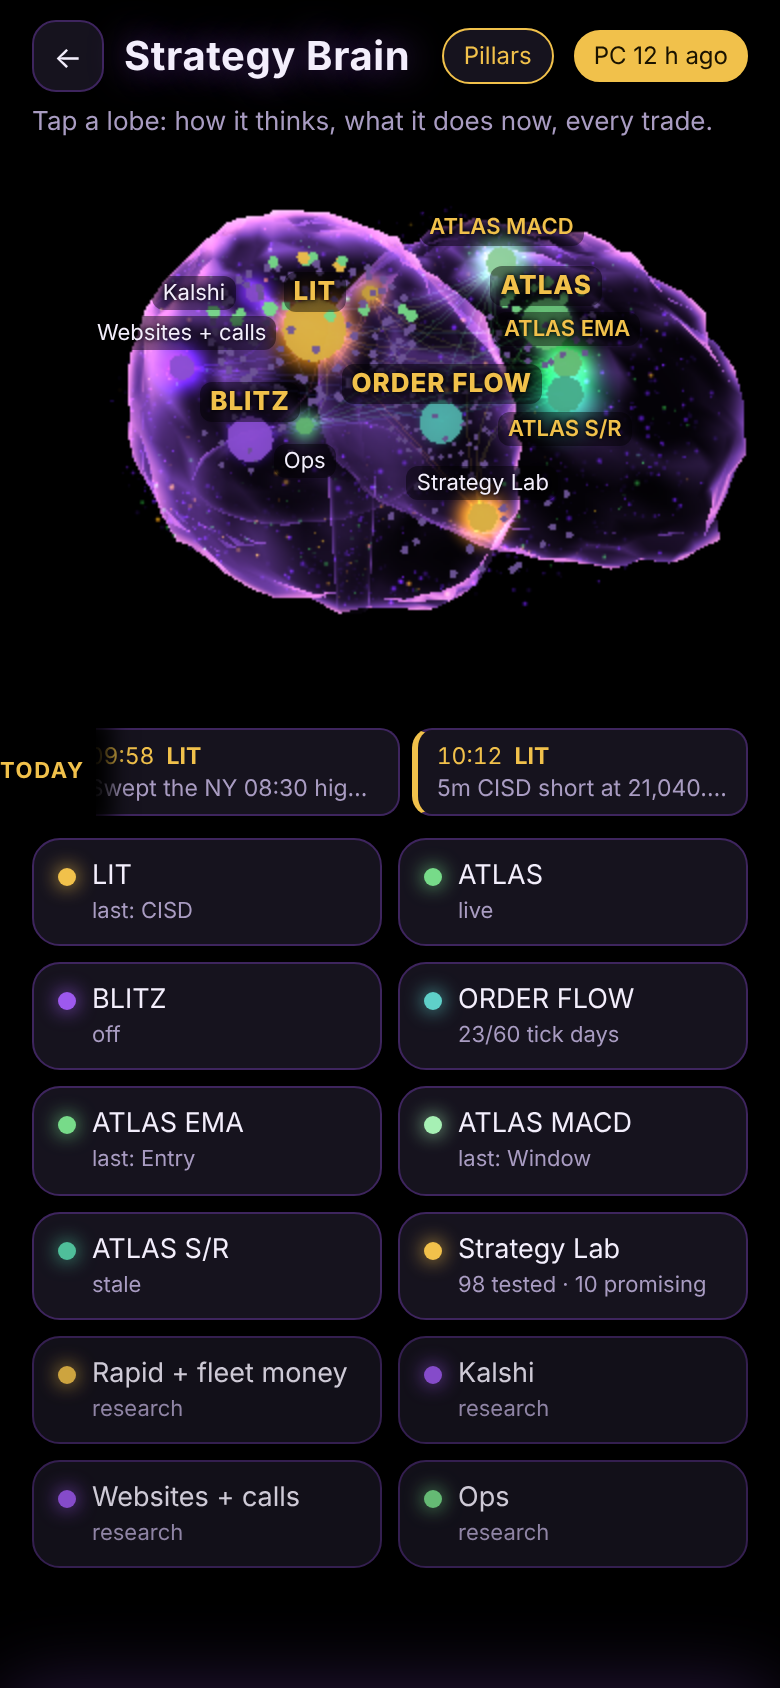 ← Strategy Brain Pillars PC 12 h ago
Tap a lobe: how it thinks, what it does now, every trade.
ATLAS MACD
Kalshi LIT ATLAS
Websites + calls ATLAS EMA
BLITZ ORDER FLOW
ATLAS S/R
Ops
Strategy Lab
TODAY
09:58 LIT
Swept the NY 08:30 hig...
10:12 LIT
5m CISD short at 21,040....
LIT
last: CISD
ATLAS
live
BLITZ
off
ORDER FLOW
23/60 tick days
ATLAS EMA
last: Entry
ATLAS MACD
last: Window
ATLAS S/R
stale
Strategy Lab
98 tested · 10 promising
Rapid + fleet money
research
Kalshi
research
Websites + calls
research
Ops
research